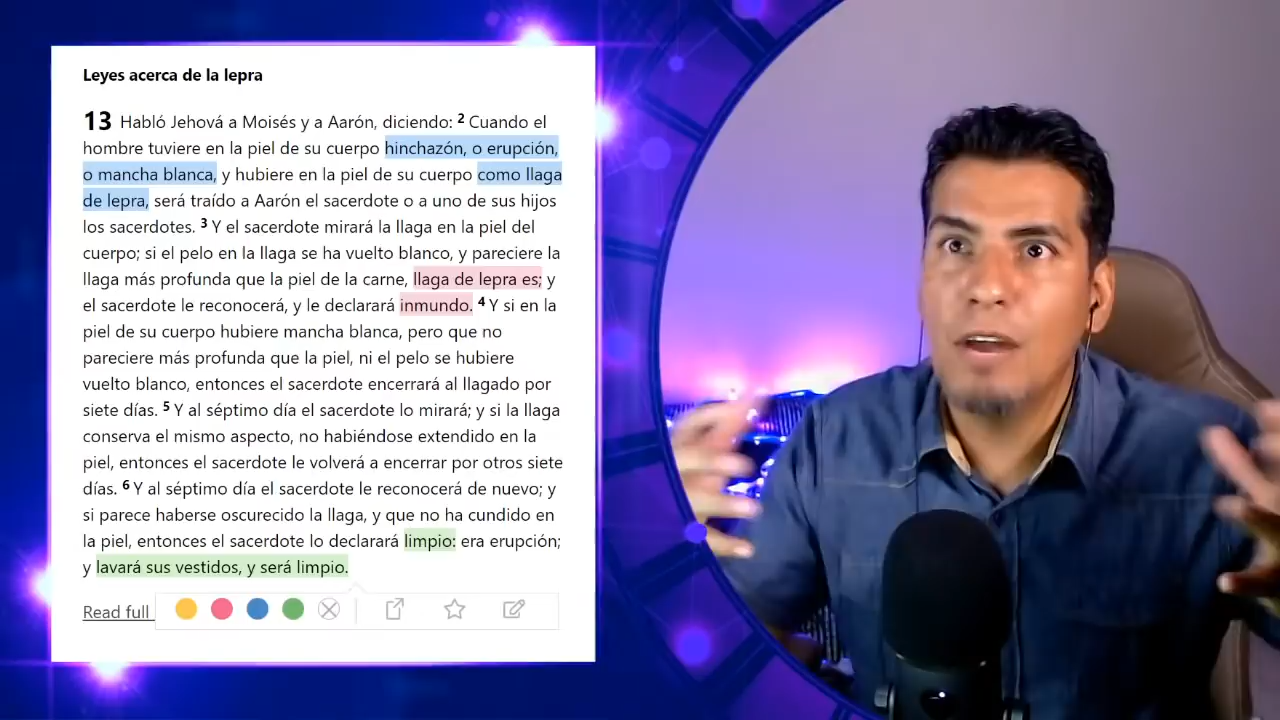 Leyes acerca de la lepra
13 Habló Jehová a Moisés y a Aarón, diciendo: 2 Cuando el
hombre tuviere en la piel de su cuerpo hinchazón, o erupción,
o mancha blanca, y hubiere en la piel de su cuerpo como llaga
de lepra, será traído a Aarón el sacerdote o a uno de sus hijos
los sacerdotes. 3 Y el sacerdote mirará la llaga en la piel del
cuerpo; si el pelo en la llaga se ha vuelto blanco, y pareciere la
llaga más profunda que la piel de la carne, llaga de lepra es; y
el sacerdote le reconocerá, y le declarará inmundo. 4 Y si en la
piel de su cuerpo hubiere mancha blanca, pero que no
pareciere más profunda que la piel, ni el pelo se hubiere
vuelto blanco, entonces el sacerdote encerrará al llagado por
siete días. 5 Y al séptimo día el sacerdote lo mirará; y si la llaga
conserva el mismo aspecto, no habiéndose extendido en la
piel, entonces el sacerdote le volverá a encerrar por otros siete
días. 6 Y al séptimo día el sacerdote le reconocerá de nuevo; y
si parece haberse oscurecido la llaga, y que no ha cundido en
la piel, entonces el sacerdote lo declarará limpio: era erupción;
y lavará sus vestidos, y será limpio.
Read full